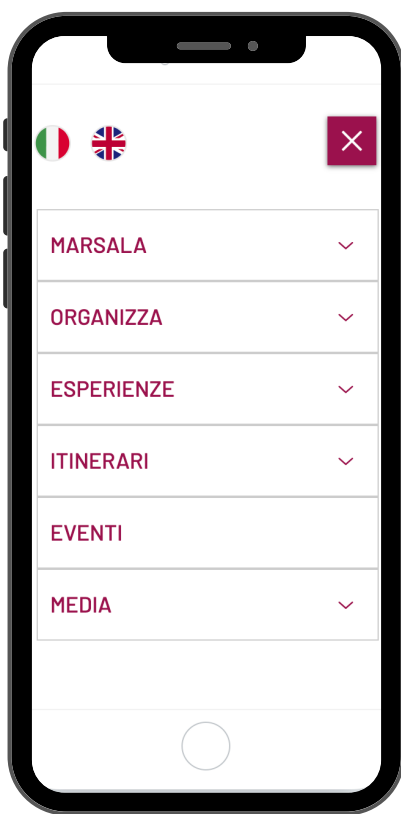 MARSALA
ORGANIZZA
ESPERIENZE
ITINERARI
EVENTI
MEDIA